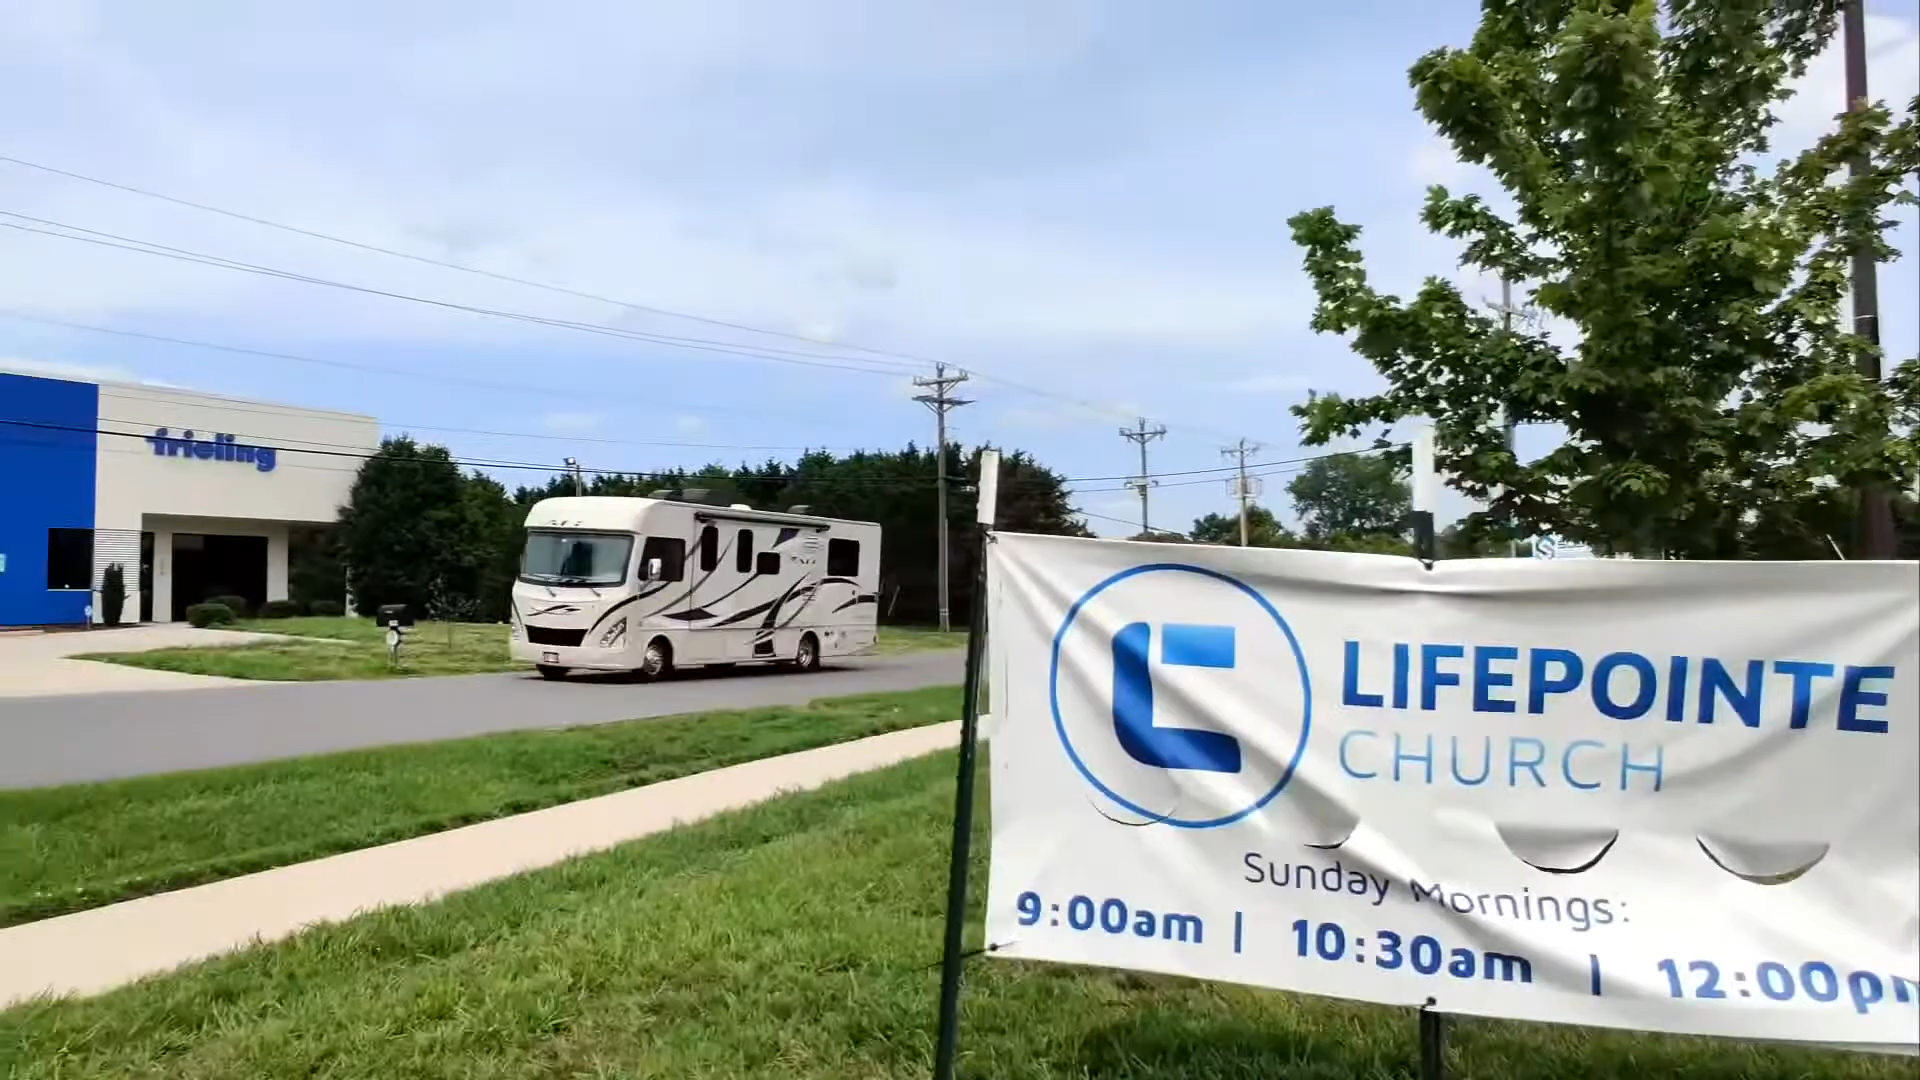 frieling
LIFEPOINTE
CHURCH
Sunday Mornings:
9:00am | 10:30am | 12:00p